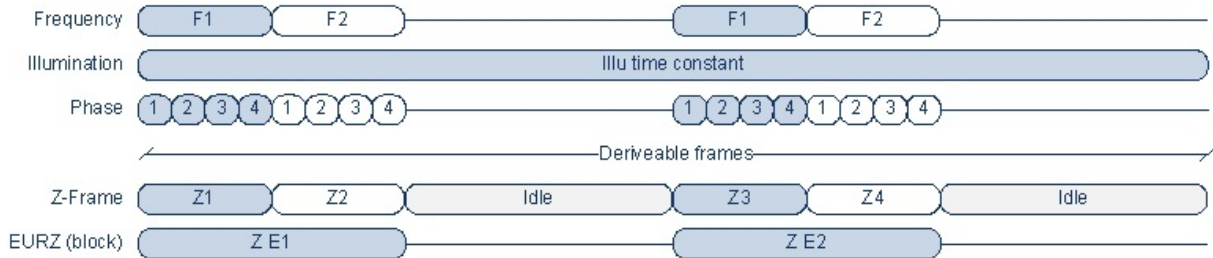 Frequency F1 F2 F1 F2
Illumination Illu time constant
Phase 1 2 3 4 1 2 3 4 1 2 3 4 1 2 3 4
Deriveable frames
Z-Frame Z1 Z2 Idle Z3 Z4 Idle
EURZ (block) Z E1 Z E2